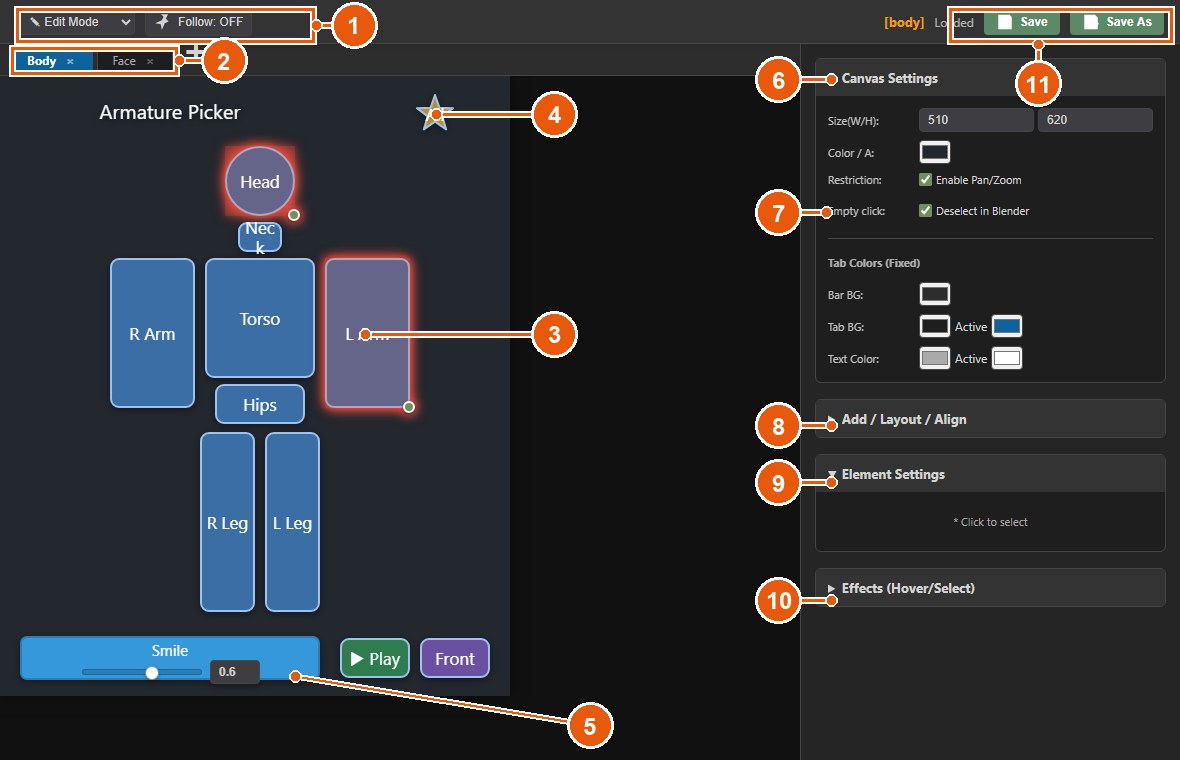 Edit Mode
Follow: OFF
1
[body] Loaded
Save
Save As
11
Body ×
Face ×
+
2
Armature Picker
4
Head
Neck
R Arm
Torso
L Arm
3
Hips
R Leg
L Leg
Smile
0.6
Play
Front
5
6
Canvas Settings
Size(W/H):
510
620
Color / A:
Restriction:
Enable Pan/Zoom
7
Empty click:
Deselect in Blender
Tab Colors (Fixed)
Bar BG:
Tab BG:
Active
Text Color:
Active
8
Add / Layout / Align
9
Element Settings
* Click to select
10
Effects (Hover/Select)